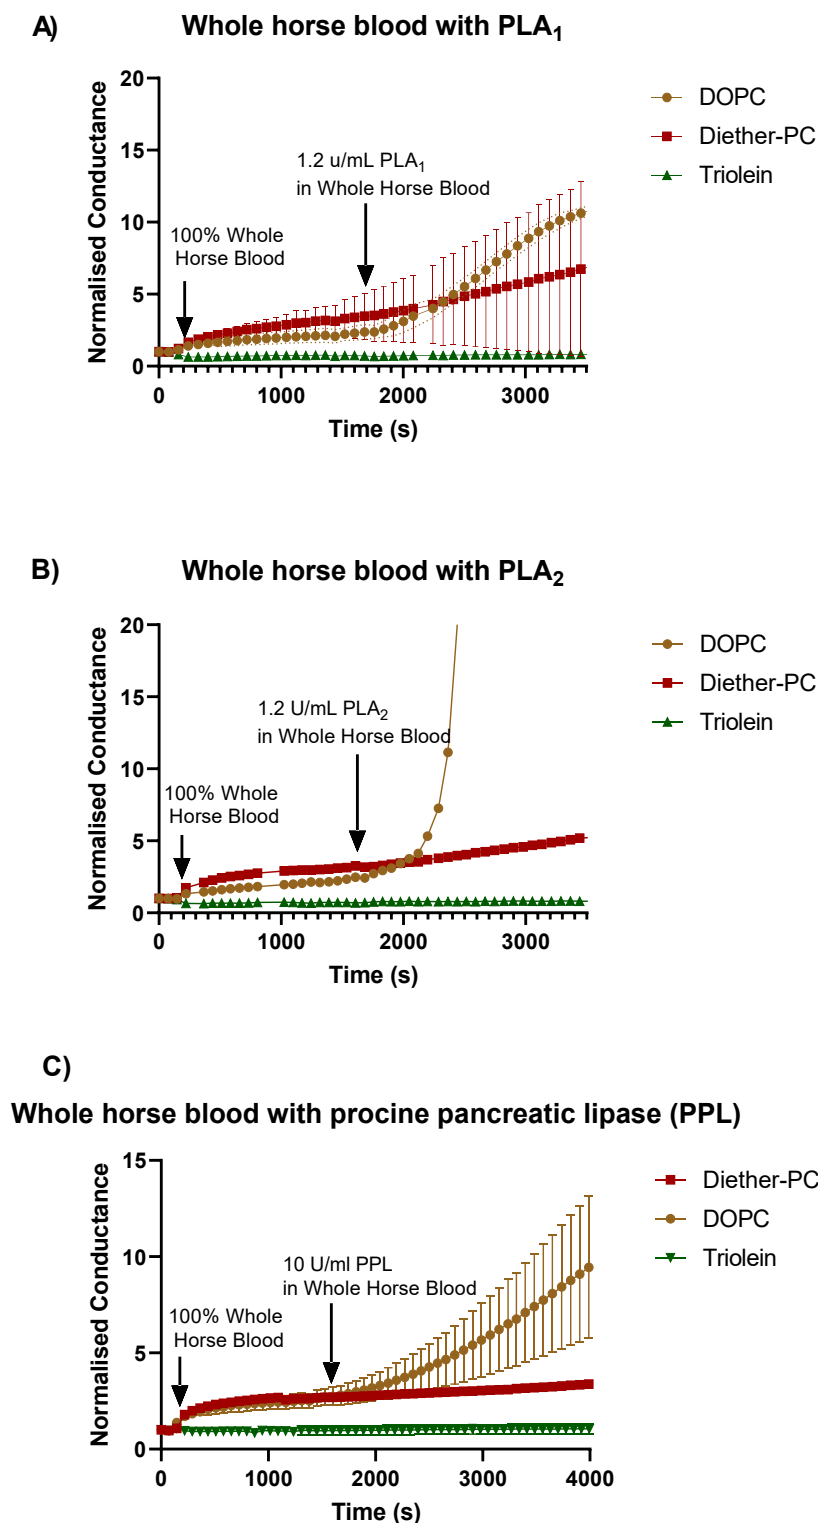 A)
Whole horse blood with PLA1
20
15
10
5
0
Normalised Conductance
1.2 u/mL PLA1
in Whole Horse Blood
100% Whole
Horse Blood
0
1000
2000
3000
Time (s)
DOPC
Diether-PC
Triolein
B)
Whole horse blood with PLA2
20
15
10
5
0
Normalised Conductance
1.2 U/mL PLA2
in Whole Horse Blood
100% Whole
Horse Blood
0
1000
2000
3000
Time (s)
DOPC
Diether-PC
Triolein
C)
Whole horse blood with procine pancreatic lipase (PPL)
15
10
5
0
Normalised Conductance
10 U/ml PPL
in Whole Horse Blood
100% Whole
Horse Blood
0
1000
2000
3000
4000
Time (s)
Diether-PC
DOPC
Triolein